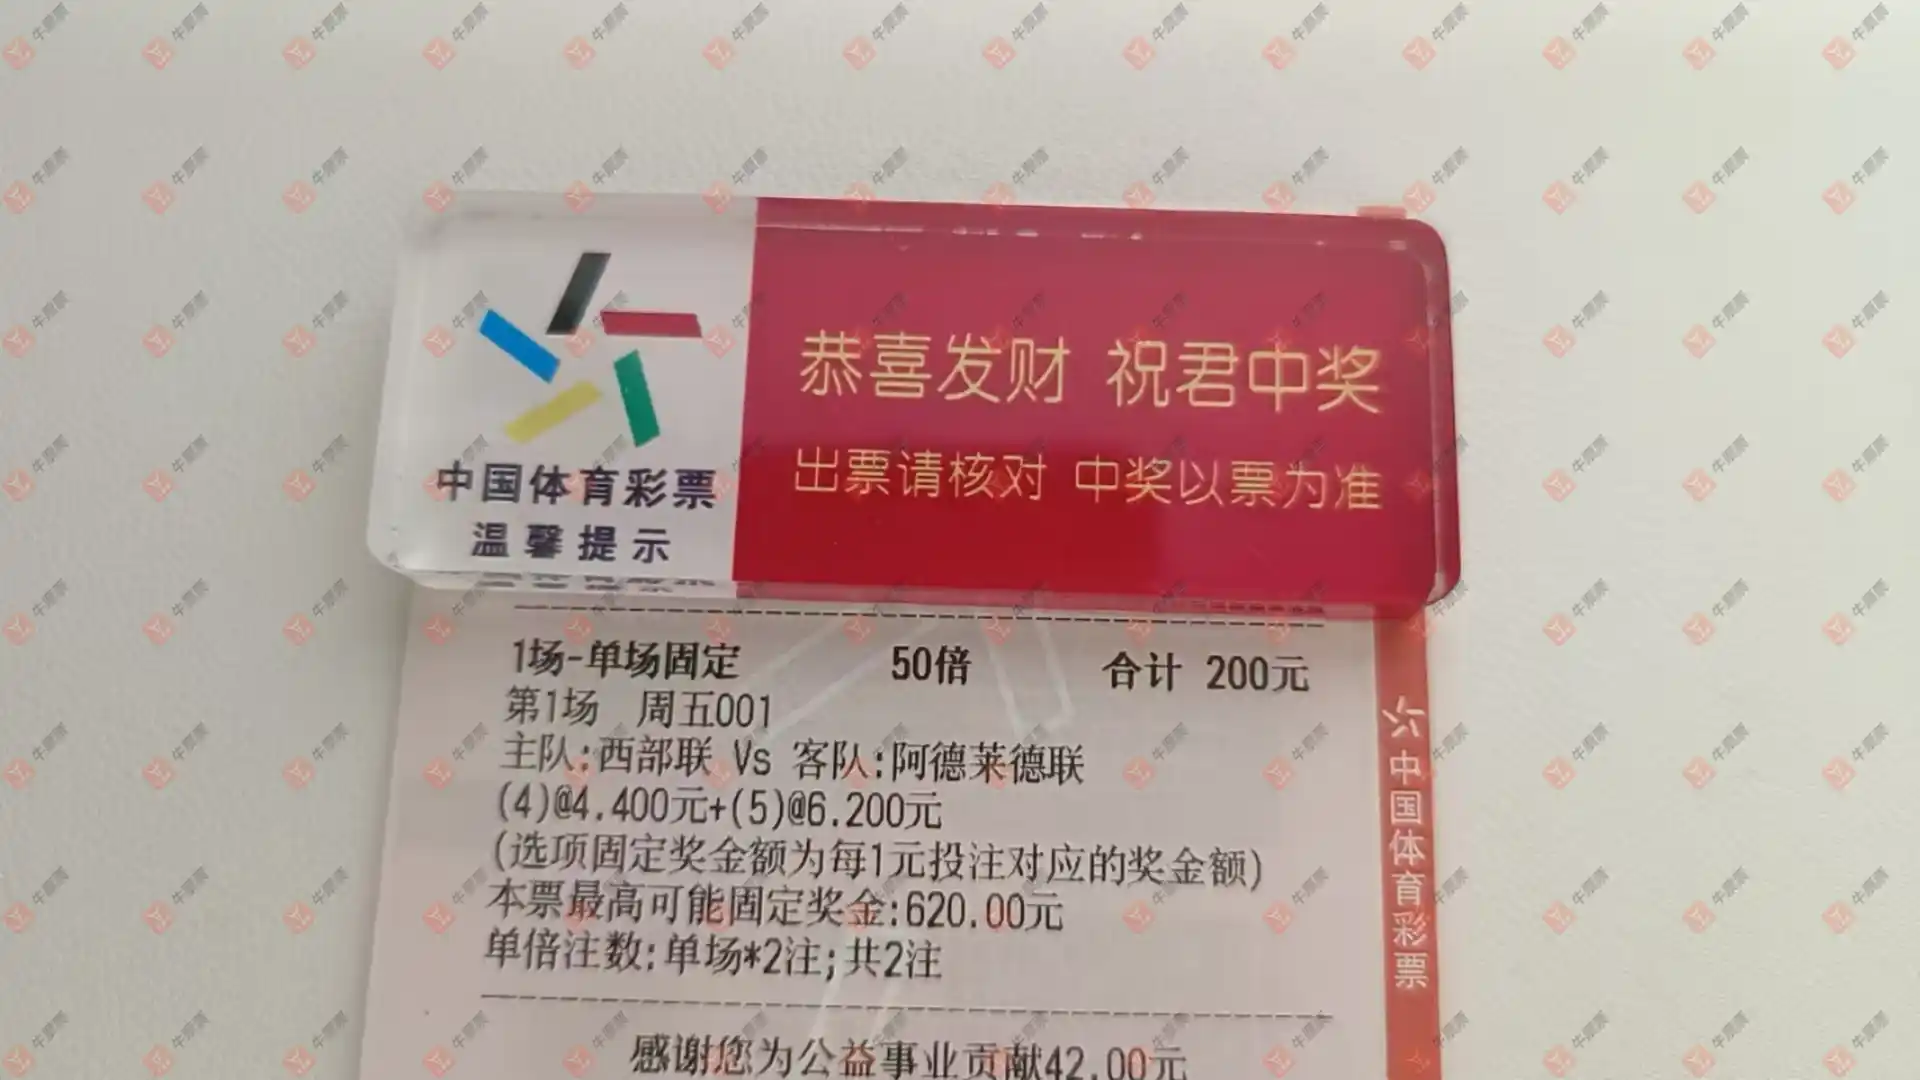 恭喜发财 祝君中奖
出票请核对 中奖以票为准
中国体育彩票
温馨提示
1场-单场固定 50倍 合计 200元
第1场 周五001
主队:西部联 Vs 客队:阿德莱德联
(4)@4.400元+(5)@6.200元
(选项固定奖金额为每1元投注对应的奖金额)
本票最高可能固定奖金:620.00元
单倍注数:单场*2注;共2注
感谢您为公益事业贡献42.00元
中国体育彩票
牛票票